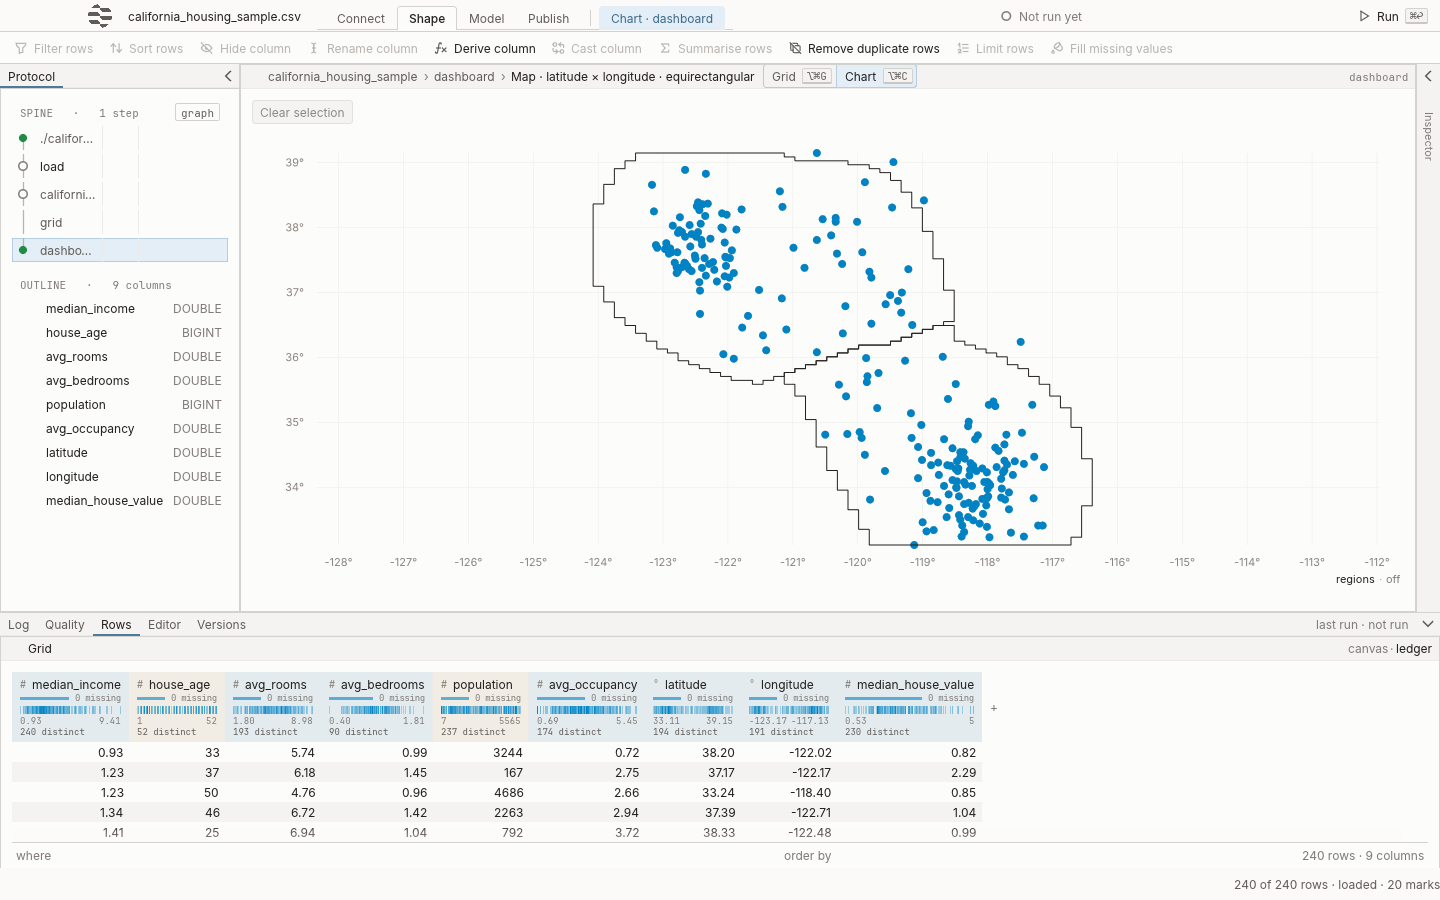 california_housing_sample.csv Connect Shape Model Publish Chart · dashboard Not run yet Run ⌘⏎
Filter rows Sort rows Hide column Rename column Derive column Cast column Summarise rows Remove duplicate rows Limit rows Fill missing values
Protocol
california_housing_sample › dashboard › Map · latitude × longitude · equirectangular Grid ⌥⌘G Chart ⌥⌘C dashboard
Inspector
SPINE · 1 step graph
./califor...
load
californi...
grid
dashbo...
OUTLINE · 9 columns
median_income DOUBLE
house_age BIGINT
avg_rooms DOUBLE
avg_bedrooms DOUBLE
population BIGINT
avg_occupancy DOUBLE
latitude DOUBLE
longitude DOUBLE
median_house_value DOUBLE
Clear selection
39°
38°
37°
36°
35°
34°
-128° -127° -126° -125° -124° -123° -122° -121° -120° -119° -118° -117° -116° -115° -114° -113° -112°
regions · off
Log Quality Rows Editor Versions last run · not run
Grid canvas · ledger
# median_income # house_age # avg_rooms # avg_bedrooms # population # avg_occupancy ° latitude ° longitude # median_house_value
0 missing 0 missing 0 missing 0 missing 0 missing 0 missing 0 missing 0 missing 0 missing
0.93 9.41 1 52 1.80 8.98 0.40 1.81 7 5565 0.69 5.45 33.11 39.15 -123.17 -117.13 0.53 5
240 distinct 52 distinct 193 distinct 90 distinct 237 distinct 174 distinct 194 distinct 191 distinct 230 distinct
+
0.93 33 5.74 0.99 3244 0.72 38.20 -122.02 0.82
1.23 37 6.18 1.45 167 2.75 37.17 -122.17 2.29
1.23 50 4.76 0.96 4686 2.66 33.24 -118.40 0.85
1.34 46 6.72 1.42 2263 2.94 37.39 -122.71 1.04
1.41 25 6.94 1.04 792 3.72 38.33 -122.48 0.99
where order by 240 rows · 9 columns
240 of 240 rows · loaded · 20 marks